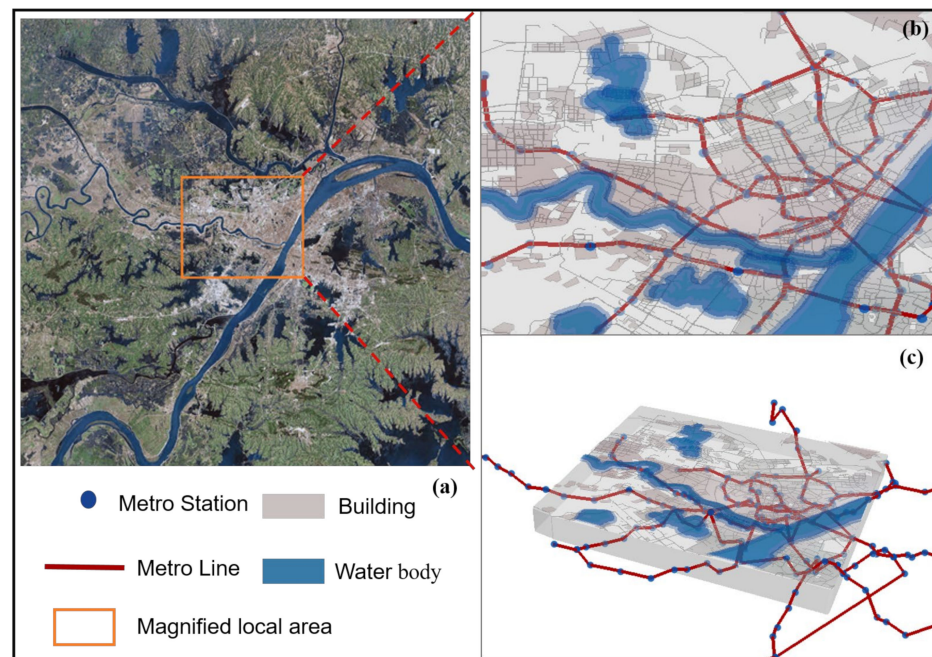 (b)
(a)
(c)
Metro Station
Building
Metro Line
Water body
Magnified local area